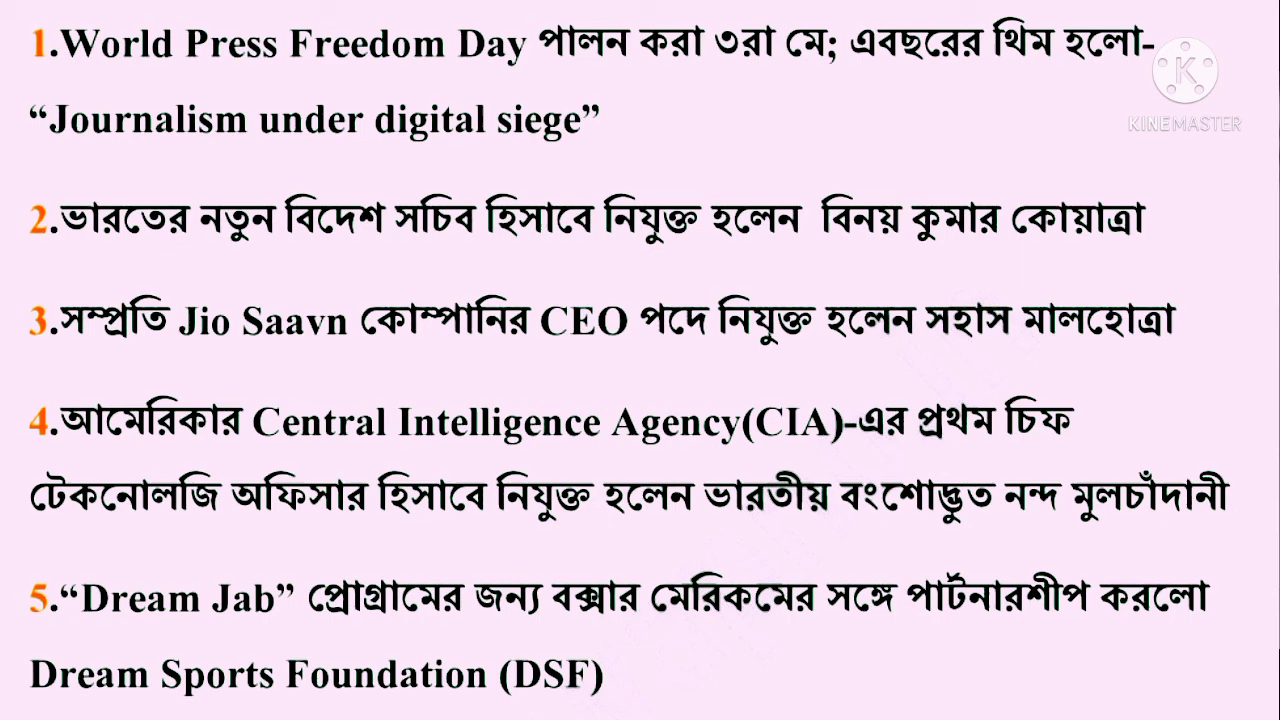 1.World Press Freedom Day পালন করা ৩রা মে; এবছরের থিম হলো-
“Journalism under digital siege”
2.ভারতের নতুন বিদেশ সচিব হিসাবে নিযুক্ত হলেন বিনয় কুমার কোয়াত্রা
3.সম্প্রতি Jio Saavn কোম্পানির CEO পদে নিযুক্ত হলেন সহাস মালহোত্রা
4.আমেরিকার Central Intelligence Agency(CIA)-এর প্রথম চিফ
টেকনোলজি অফিসার হিসাবে নিযুক্ত হলেন ভারতীয় বংশোদ্ভুত নন্দ মুলচাঁদানী
5.“Dream Jab” প্রোগ্রামের জন্য বক্সার মেরিকমের সঙ্গে পার্টনারশীপ করলো
Dream Sports Foundation (DSF)
K
KINEMASTER